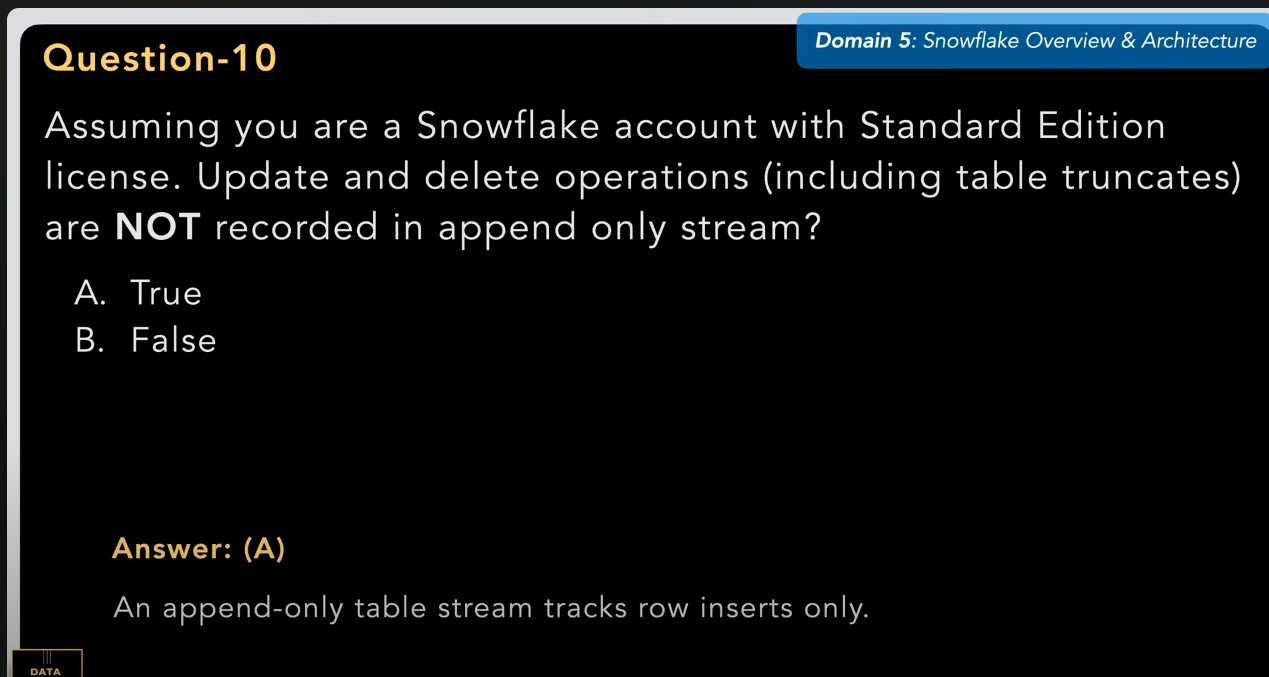 Question-10
Domain 5: Snowflake Overview & Architecture
Assuming you are a Snowflake account with Standard Edition
license. Update and delete operations (including table truncates)
are NOT recorded in append only stream?
A. True
B. False
Answer: (A)
An append-only table stream tracks row inserts only.
DATA